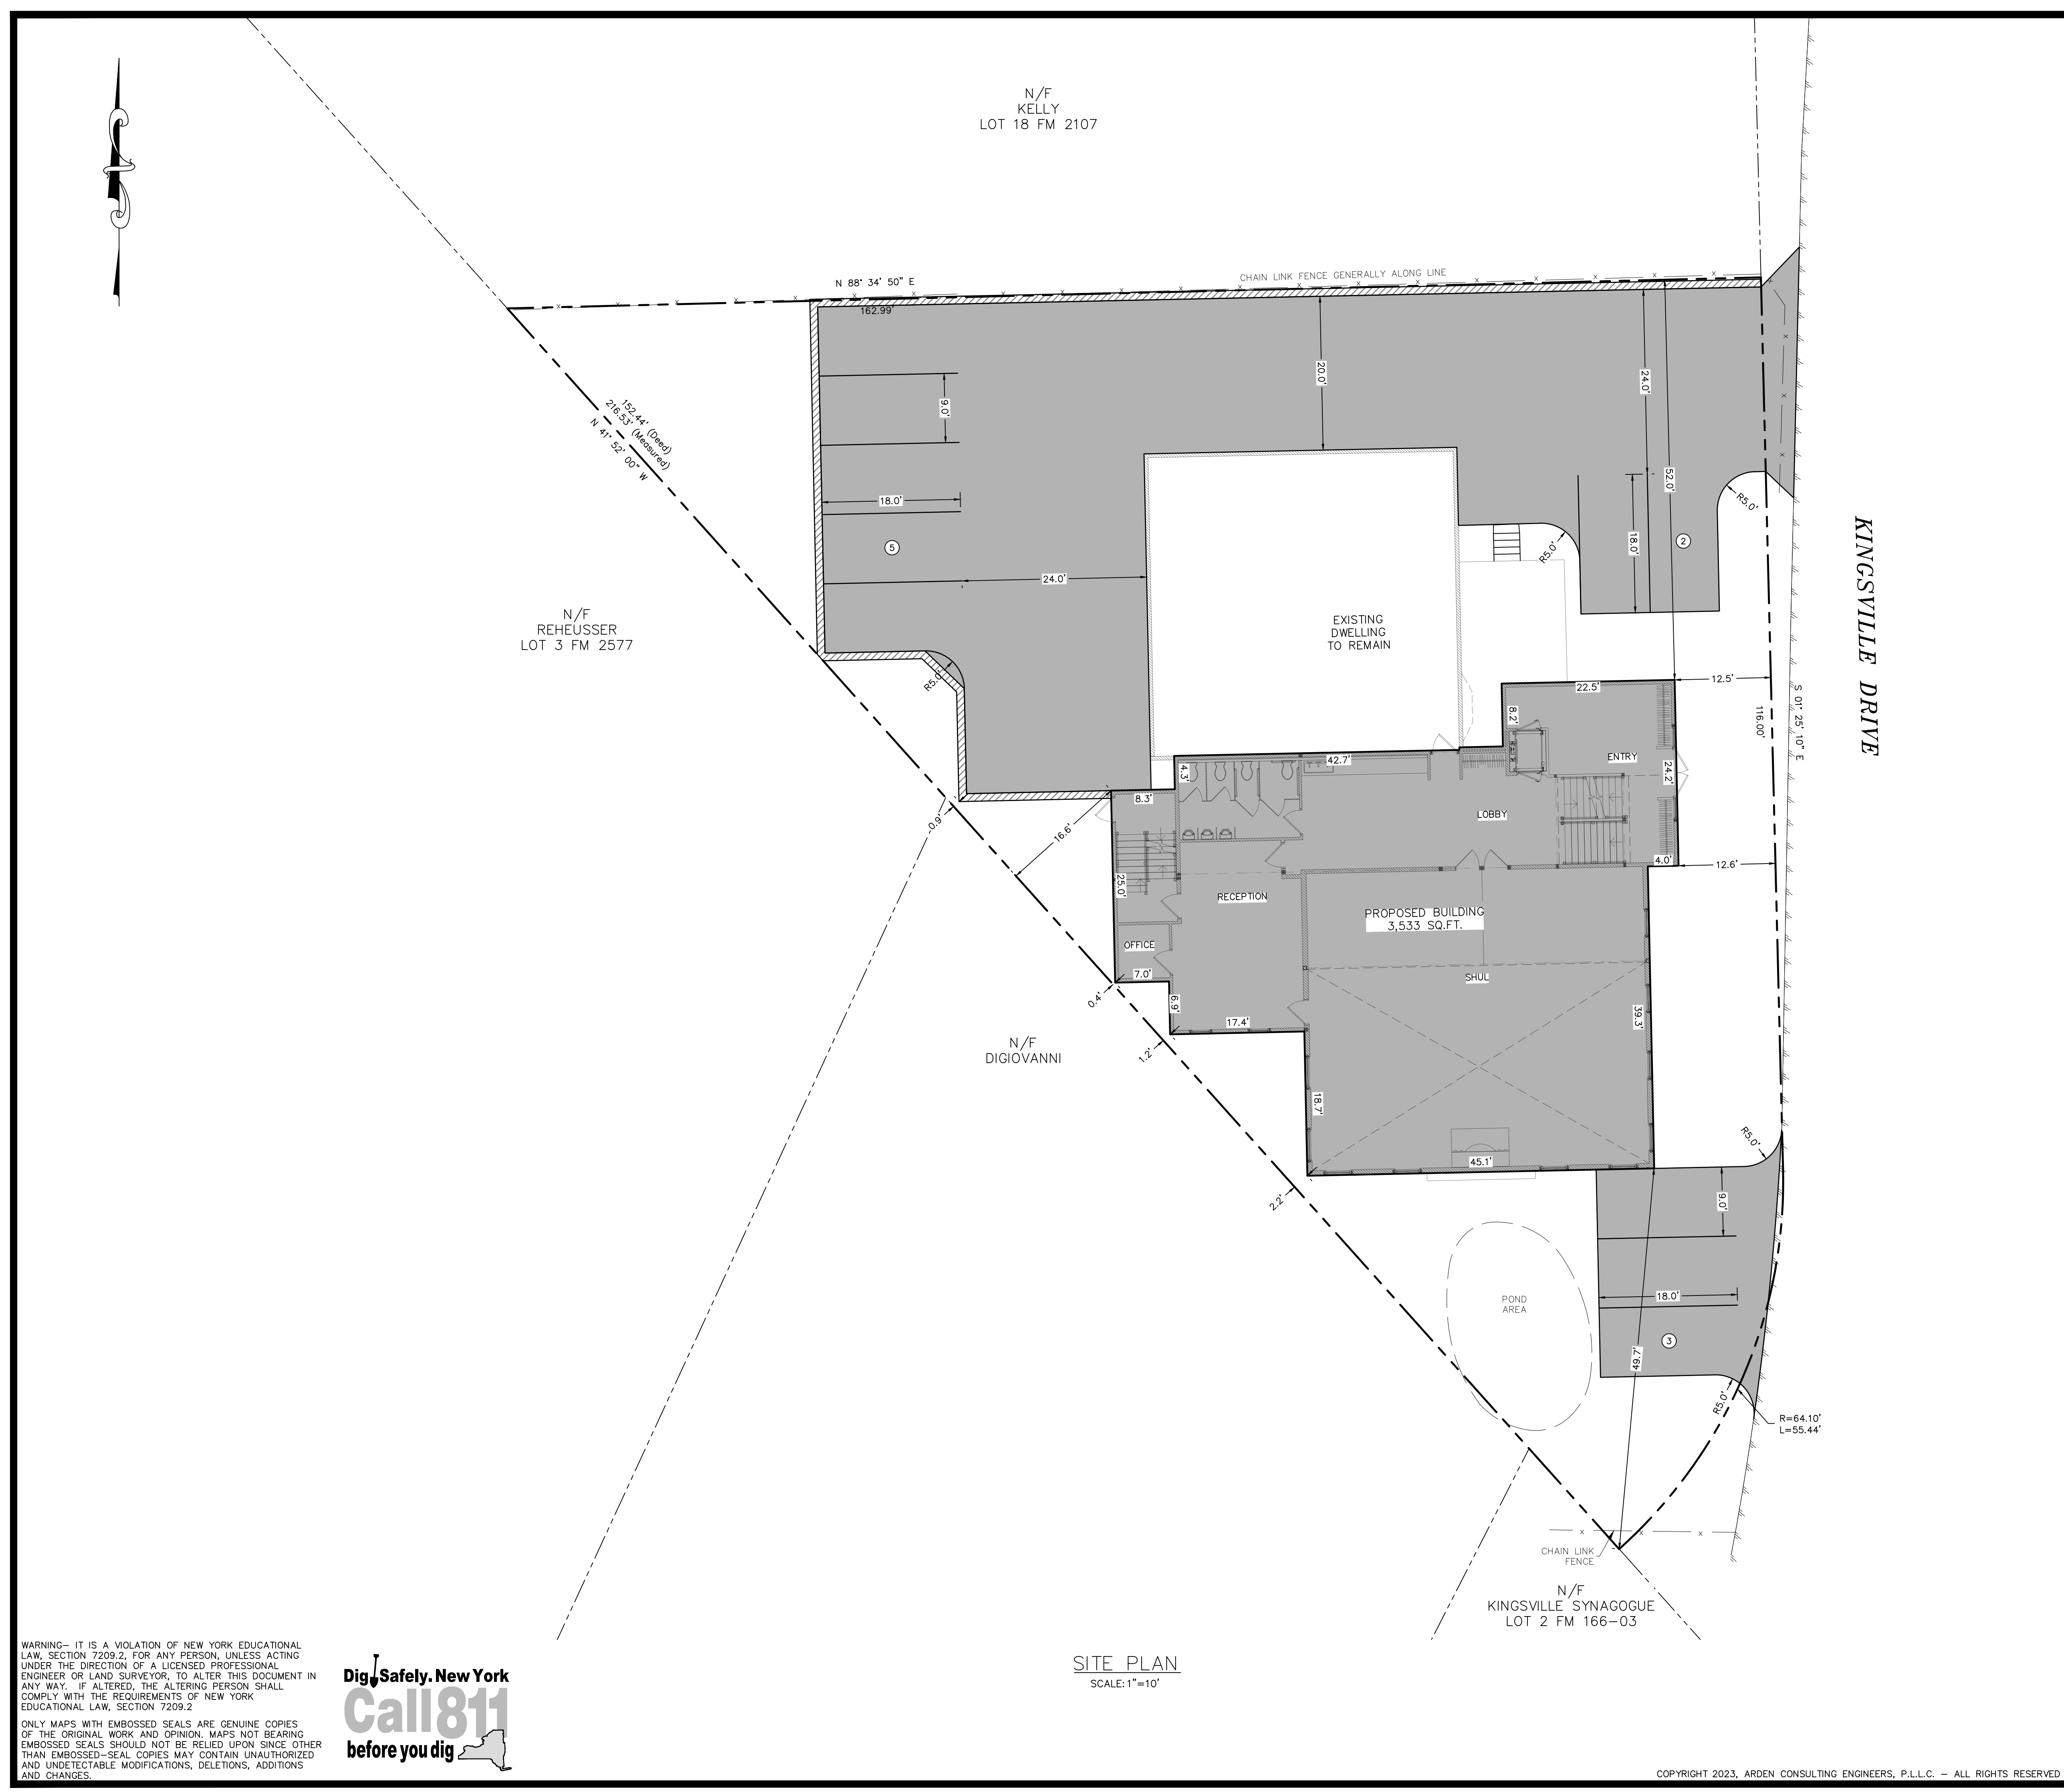 N/F
KELLY
LOT 18 FM 2107
N 88° 34' 50" E
162.99'
CHAIN LINK FENCE GENERALLY ALONG LINE
152.44' (Deed)
216.53' (Measured)
N 41° 52' 00" W
20.0'
24.0'
52.0'
9.0'
18.0'
5
24.0'
R5.0'
18.0'
2
R5.0'
R5.0'
KINGSVILLE DRIVE
N/F
REHEUSSER
LOT 3 FM 2577
EXISTING
DWELLING
TO REMAIN
22.5'
12.5'
S 01° 25' 10" E
116.00'
8.2'
ENTRY
24.2'
42.7'
4.3'
8.3'
LOBBY
16.6'
0.9'
4.0'
12.6'
25.0'
RECEPTION
PROPOSED BUILDING
3,533 SQ.FT.
OFFICE
7.0'
SHUL
0.4'
6.9'
17.4'
39.3'
N/F
DIGIOVANNI
1.2'
18.7'
45.1'
R5.0'
2.2'
9.0'
POND
AREA
18.0'
3
49.7'
R5.0'
R=64.10'
L=55.44'
CHAIN LINK
FENCE
N/F
KINGSVILLE SYNAGOGUE
LOT 2 FM 166-03
SITE PLAN
SCALE: 1"=10'
WARNING- IT IS A VIOLATION OF NEW YORK EDUCATIONAL
LAW, SECTION 7209.2, FOR ANY PERSON, UNLESS ACTING
UNDER THE DIRECTION OF A LICENSED PROFESSIONAL
ENGINEER OR LAND SURVEYOR, TO ALTER THIS DOCUMENT IN
ANY WAY. IF ALTERED, THE ALTERING PERSON SHALL
COMPLY WITH THE REQUIREMENTS OF NEW YORK
EDUCATIONAL LAW, SECTION 7209.2
ONLY MAPS WITH EMBOSSED SEALS ARE GENUINE COPIES
OF THE ORIGINAL WORK AND OPINION. MAPS NOT BEARING
EMBOSSED SEALS SHOULD NOT BE RELIED UPON SINCE OTHER
THAN EMBOSSED-SEAL COPIES MAY CONTAIN UNAUTHORIZED
AND UNDETECTABLE MODIFICATIONS, DELETIONS, ADDITIONS
AND CHANGES.
Dig Safely. New York
Call 811
before you dig
COPYRIGHT 2023, ARDEN CONSULTING ENGINEERS, P.L.L.C. - ALL RIGHTS RESERVED